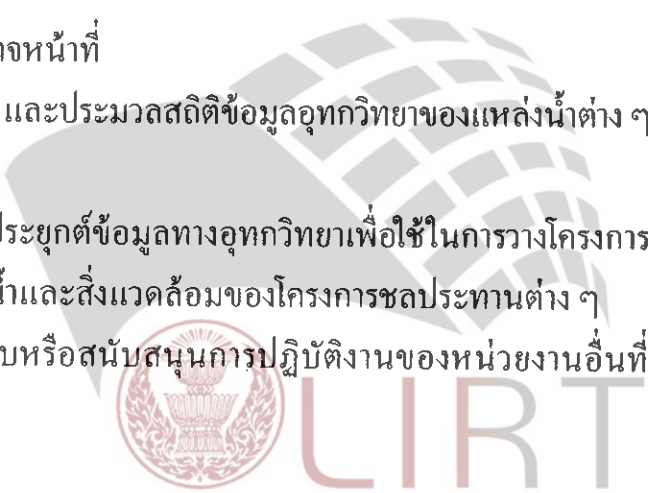 าจหน้าที่
และประมวลสถิติข้อมูลอุทกวิทยาของแหล่งน้ำต่าง ๆ
ประยุกต์ข้อมูลทางอุทกวิทยาเพื่อใช้ในการวางโครงการ
น้ำและสิ่งแวดล้อมของโครงการชลประทานต่าง ๆ
บหรือสนับสนุนการปฏิบัติงานของหน่วยงานอื่นที่
LIRT